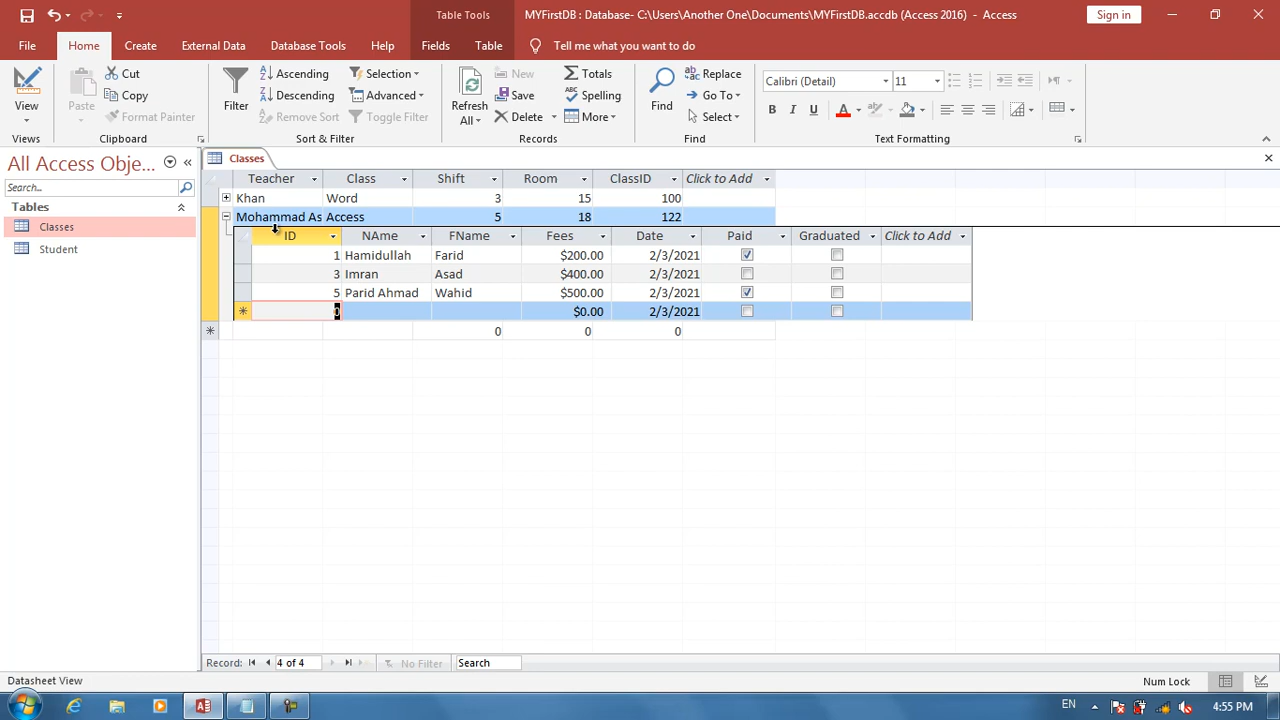 Table Tools
MYFirstDB : Database- C:\Users\Another One\Documents\MYFirstDB.accdb (Access 2016) - Access
Sign in
File Home Create External Data Database Tools Help Fields Table Tell me what you want to do
View
Views
Paste
Cut
Copy
Format Painter
Clipboard
Filter
Ascending
Descending
Remove Sort
Selection
Advanced
Toggle Filter
Sort & Filter
Refresh
All
New
Save
Delete
Totals
Spelling
More
Records
Find
Replace
Go To
Select
Find
Calibri (Detail) 11
B I U A
Text Formatting
All Access Obje...
Search...
Tables
Classes
Student
Classes
Teacher Class Shift Room ClassID Click to Add
Khan Word 3 15 100
Mohammad As Access 5 18 122
ID NAme FName Fees Date Paid Graduated Click to Add
1 Hamidullah Farid $200.00 2/3/2021
3 Imran Asad $400.00 2/3/2021
5 Parid Ahmad Wahid $500.00 2/3/2021
0 $0.00 2/3/2021
0 0 0
Record: 4 of 4 No Filter Search
Datasheet View
Num Lock
EN 4:55 PM